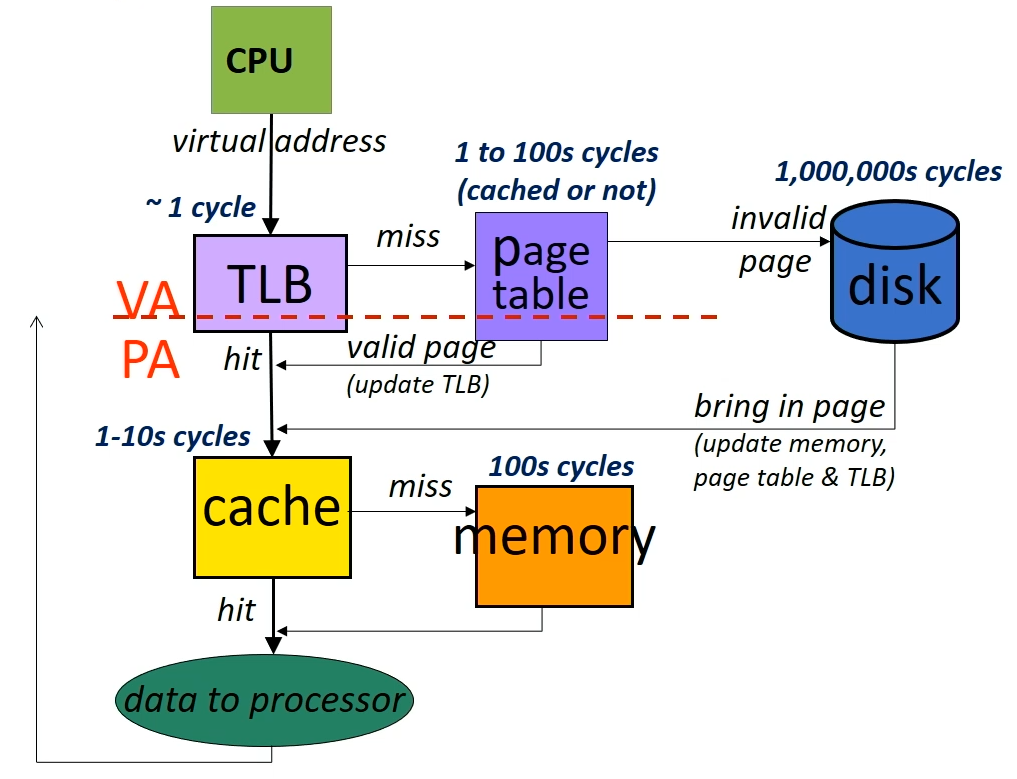 CPU
virtual address
1 to 100s cycles
(cached or not)
1,000,000s cycles
~ 1 cycle
miss
invalid
page
TLB
page
table
disk
VA
PA
hit
valid page
(update TLB)
bring in page
(update memory,
page table & TLB)
1-10s cycles
100s cycles
cache
miss
memory
hit
data to processor